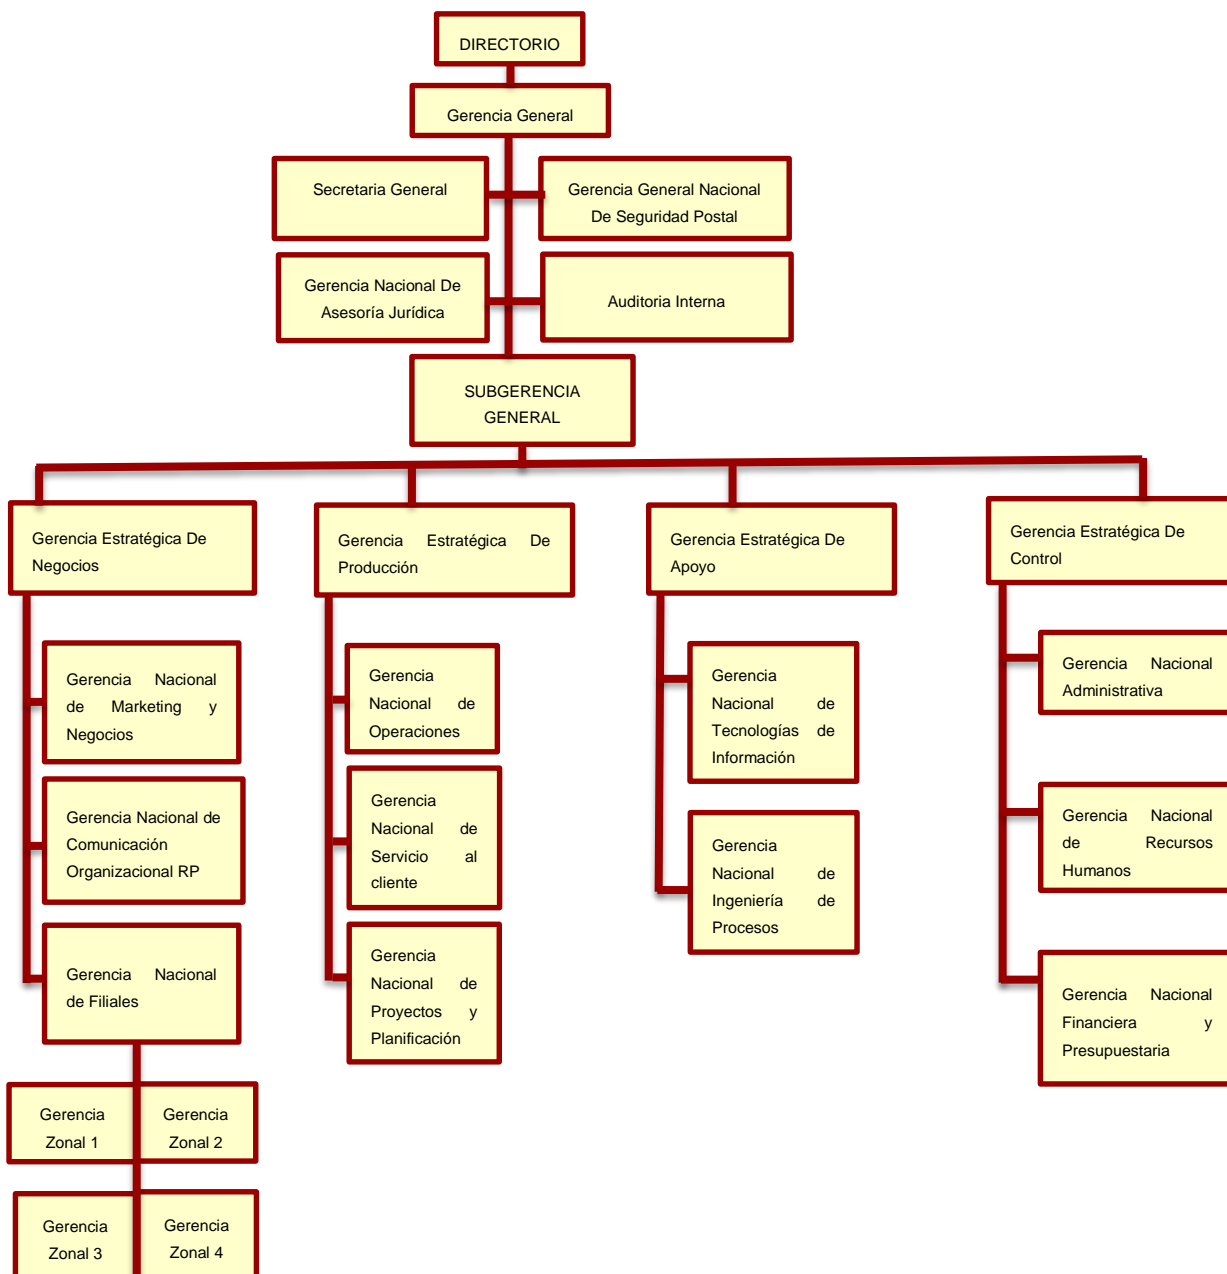 DIRECTORIO
Gerencia General
Secretaria General
Gerencia General Nacional
De Seguridad Postal
Gerencia Nacional De
Asesoría Jurídica
Auditoria Interna
SUBGERENCIA
GENERAL
Gerencia Estratégica De
Negocios
Gerencia Estratégica De
Producción
Gerencia Estratégica De
Apoyo
Gerencia Estratégica De
Control
Gerencia Nacional
de Marketing y
Negocios
Gerencia Nacional de
Comunicación
Organizacional RP
Gerencia Nacional
de Filiales
Gerencia
Zonal 1
Gerencia
Zonal 2
Gerencia
Zonal 3
Gerencia
Zonal 4
Gerencia
Nacional de
Operaciones
Gerencia
Nacional de
Servicio al
cliente
Gerencia
Nacional de
Proyectos y
Planificación
Gerencia
Nacional de
Tecnologías de
Información
Gerencia
Nacional de
Ingeniería de
Procesos
Gerencia Nacional
Administrativa
Gerencia Nacional
de Recursos
Humanos
Gerencia Nacional
Financiera y
Presupuestaria